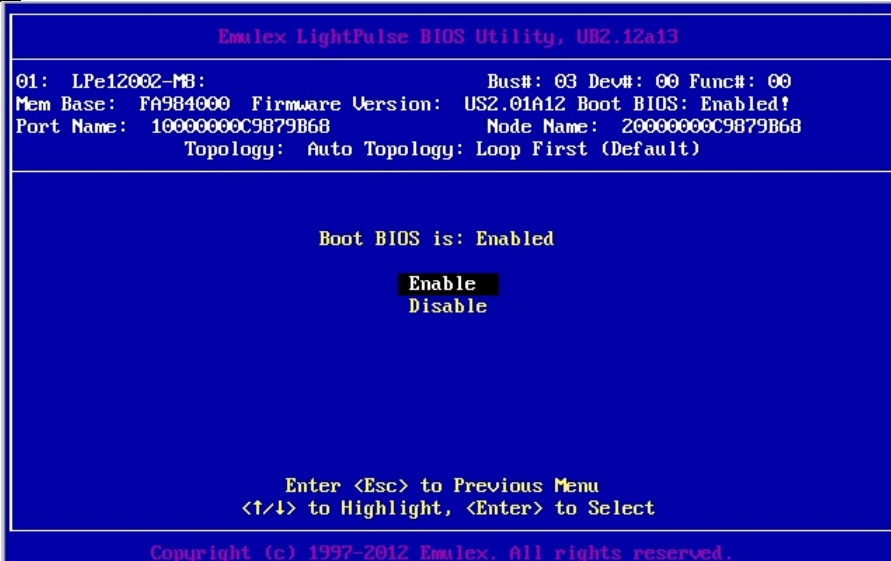 Emulex LightPulse BIOS Utility, UB2.12a13
01: LPe12002-M8: Bus#: 03 Dev#: 00 Func#: 00
Mem Base: FA984000 Firmware Version: US2.01A12 Boot BIOS: Enabled!
Port Name: 10000000C9879B68 Node Name: 20000000C9879B68
Topology: Auto Topology: Loop First (Default)
Boot BIOS is: Enabled
Enable
Disable
Enter <Esc> to Previous Menu
<↑/↓> to Highlight, <Enter> to Select
Copyright (c) 1997-2012 Emulex. All rights reserved.